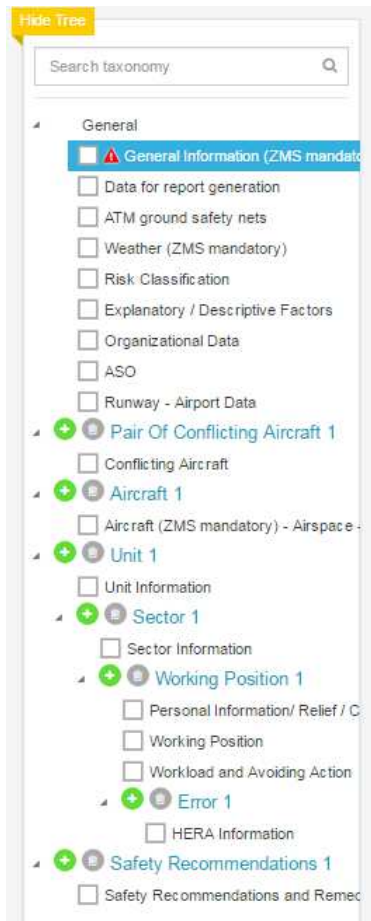 Hide Tree
Search taxonomy
General
General Information (ZMS mandato
Data for report generation
ATM ground safety nets
Weather (ZMS mandatory)
Risk Classification
Explanatory / Descriptive Factors
Organizational Data
ASO
Runway - Airport Data
Pair Of Conflicting Aircraft 1
Conflicting Aircraft
Aircraft 1
Aircraft (ZMS mandatory) - Airspace -
Unit 1
Unit Information
Sector 1
Sector Information
Working Position 1
Personal Information/ Relief / C
Working Position
Workload and Avoiding Action
Error 1
HERA Information
Safety Recommendations 1
Safety Recommendations and Remed